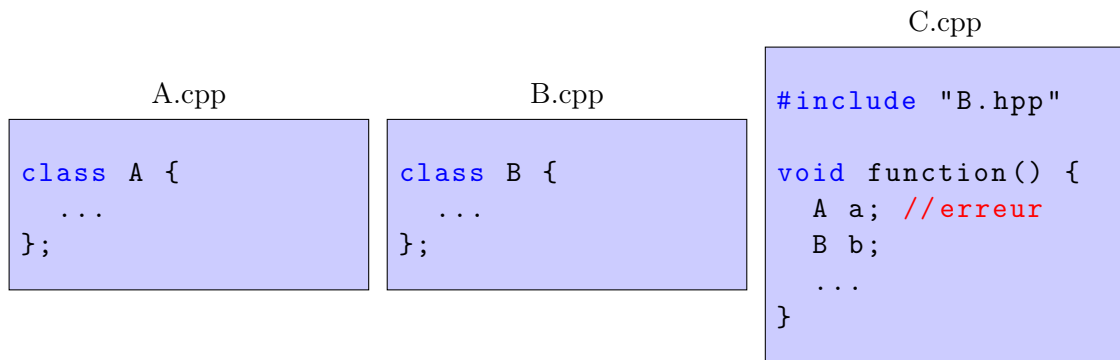 A.cpp
class A {
  ...
};
B.cpp
class B {
  ...
};
C.cpp
#include "B.hpp"
void function() {
  A a; //erreur
  B b;
  ...
}